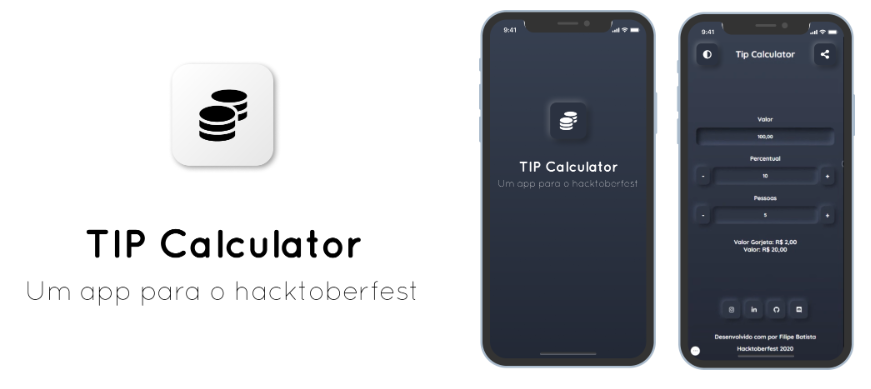 TIP Calculator
Um app para o hacktoberfest
9:41
TIP Calculator
Um app para o hacktoberfest
9:41
Tip Calculator
Valor
100,00
Percentual
- 10 +
Pessoas
- 5 +
Valor Gorjeta: R$ 2,00
Valor: R$ 20,00
in
Desenvolvido com por Filipe Batista
Hacktoberfest 2020